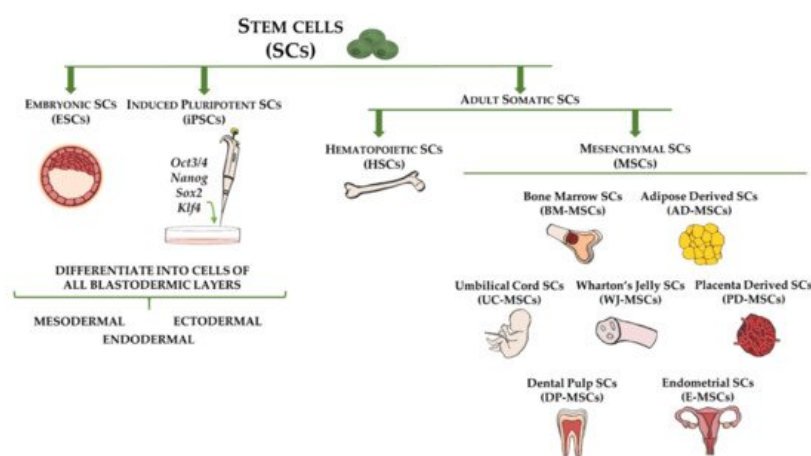 STEM CELLS
(SCs)
EMBRYONIC SCs
(ESCs)
INDUCED PLURIPOTENT SCs
(iPSCs)
Oct3/4
Nanog
Sox2
Klf4
DIFFERENTIATE INTO CELLS OF
ALL BLASTODERMIC LAYERS
MESODERMAL
ECTODERMAL
ENDODERMAL
ADULT SOMATIC SCs
HEMATOPOIETIC SCs
(HSCs)
MESENCHYMAL SCs
(MSCs)
Bone Marrow SCs
(BM-MSCs)
Adipose Derived SCs
(AD-MSCs)
Umbilical Cord SCs
(UC-MSCs)
Wharton's Jelly SCs
(WJ-MSCs)
Placenta Derived SCs
(PD-MSCs)
Dental Pulp SCs
(DP-MSCs)
Endometrial SCs
(E-MSCs)